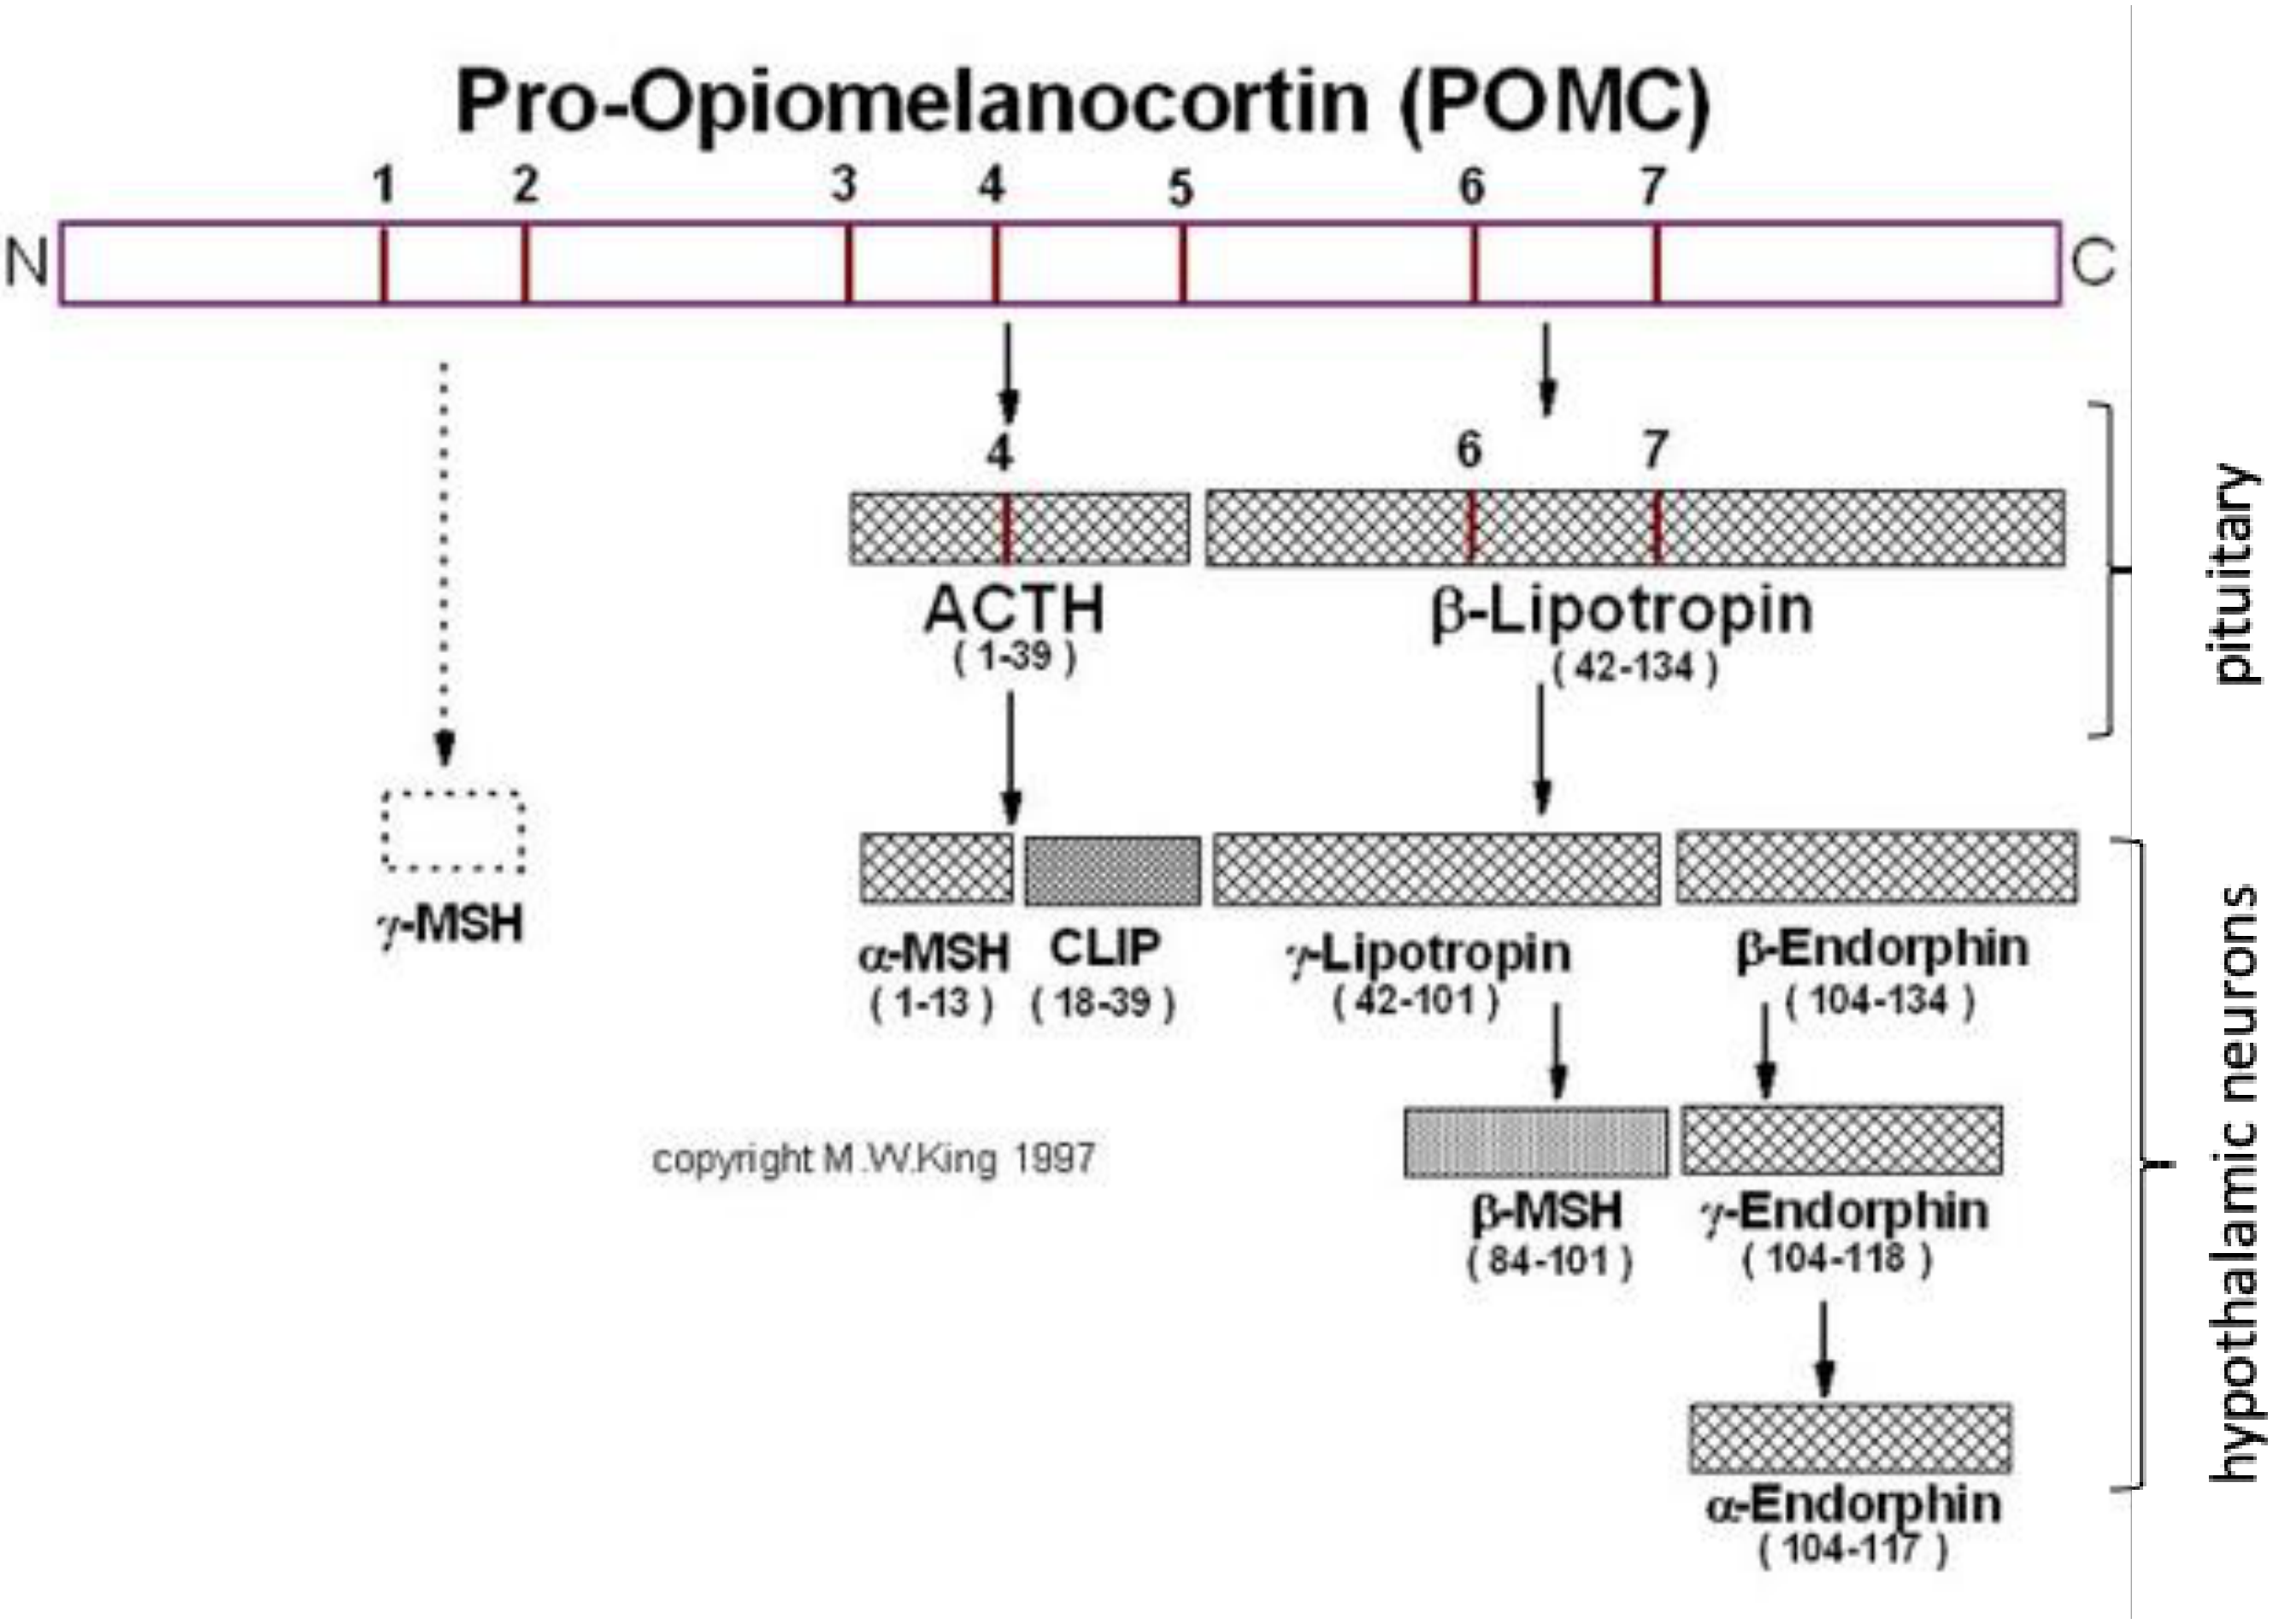 Pro-Opiomelanocortin (POMC)
1 2 3 4 5 6 7
N C
4 6 7
ACTH
( 1-39 )
β-Lipotropin
( 42-134 )
pituitary
γ-MSH
α-MSH
( 1-13 )
CLIP
( 18-39 )
γ-Lipotropin
( 42-101 )
β-Endorphin
( 104-134 )
copyright M.W.King 1997
β-MSH
( 84-101 )
γ-Endorphin
( 104-118 )
α-Endorphin
( 104-117 )
hypothalamic neurons